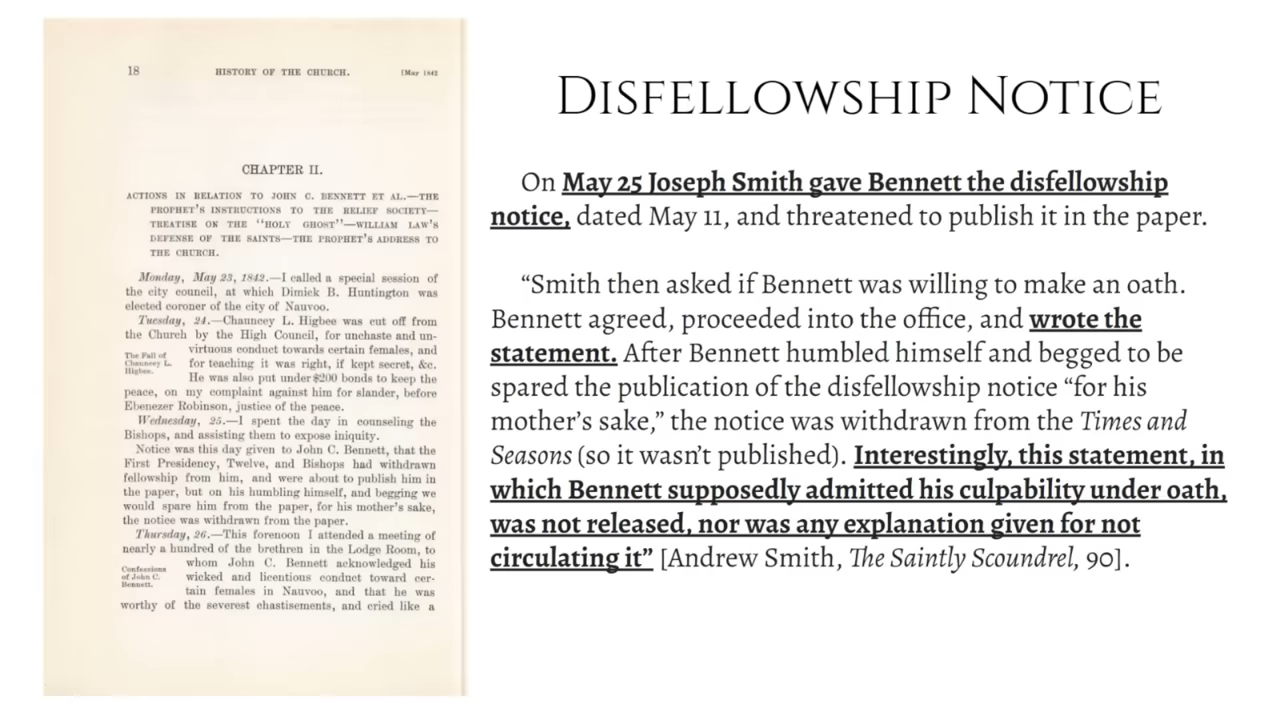 18 HISTORY OF THE CHURCH. [May 1842
CHAPTER II.
ACTIONS IN RELATION TO JOHN C. BENNETT ET AL.—THE
PROPHET'S INSTRUCTIONS TO THE RELIEF SOCIETY—
TREATISE ON THE "HOLY GHOST"—WILLIAM LAW'S
DEFENSE OF THE SAINTS—THE PROPHET'S ADDRESS TO
THE CHURCH.
Monday, May 23, 1842.—I called a special session of
the city council, at which Dimick B. Huntington was
elected coroner of the city of Nauvoo.
Tuesday, 24.—Chauncey L. Higbee was cut off from
the Church by the High Council, for unchaste and un-
virtuous conduct towards certain females, and
The Fall of
Chauncey L.
Higbee.
for teaching it was right, if kept secret, &c.
He was also put under $200 bonds to keep the
peace, on my complaint against him for slander, before
Ebenezer Robinson, justice of the peace.
Wednesday, 25.—I spent the day in counseling the
Bishops, and assisting them to expose iniquity.
Notice was this day given to John C. Bennett, that the
First Presidency, Twelve, and Bishops had withdrawn
fellowship from him, and were about to publish him in
the paper, but on his humbling himself, and begging we
would spare him from the paper, for his mother's sake,
the notice was withdrawn from the paper.
Thursday, 26.—This forenoon I attended a meeting of
nearly a hundred of the brethren in the Lodge Room, to
whom John C. Bennett acknowledged his
Confessions
of John C.
Bennett.
wicked and licentious conduct toward cer-
tain females in Nauvoo, and that he was
worthy of the severest chastisements, and cried like a
DISFELLOWSHIP NOTICE
On May 25 Joseph Smith gave Bennett the disfellowship
notice, dated May 11, and threatened to publish it in the paper.
“Smith then asked if Bennett was willing to make an oath.
Bennett agreed, proceeded into the office, and wrote the
statement. After Bennett humbled himself and begged to be
spared the publication of the disfellowship notice “for his
mother’s sake,” the notice was withdrawn from the Times and
Seasons (so it wasn’t published). Interestingly, this statement, in
which Bennett supposedly admitted his culpability under oath,
was not released, nor was any explanation given for not
circulating it” [Andrew Smith, The Saintly Scoundrel, 90].